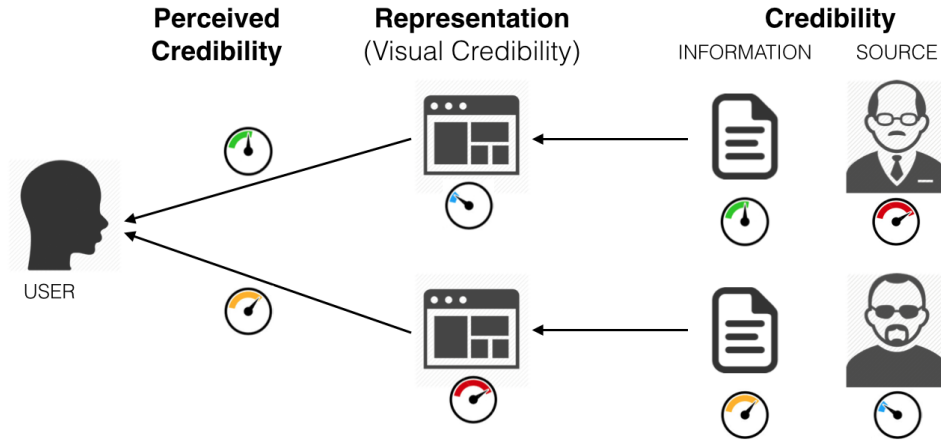 Perceived
Credibility
Representation
(Visual Credibility)
Credibility
INFORMATION
SOURCE
USER